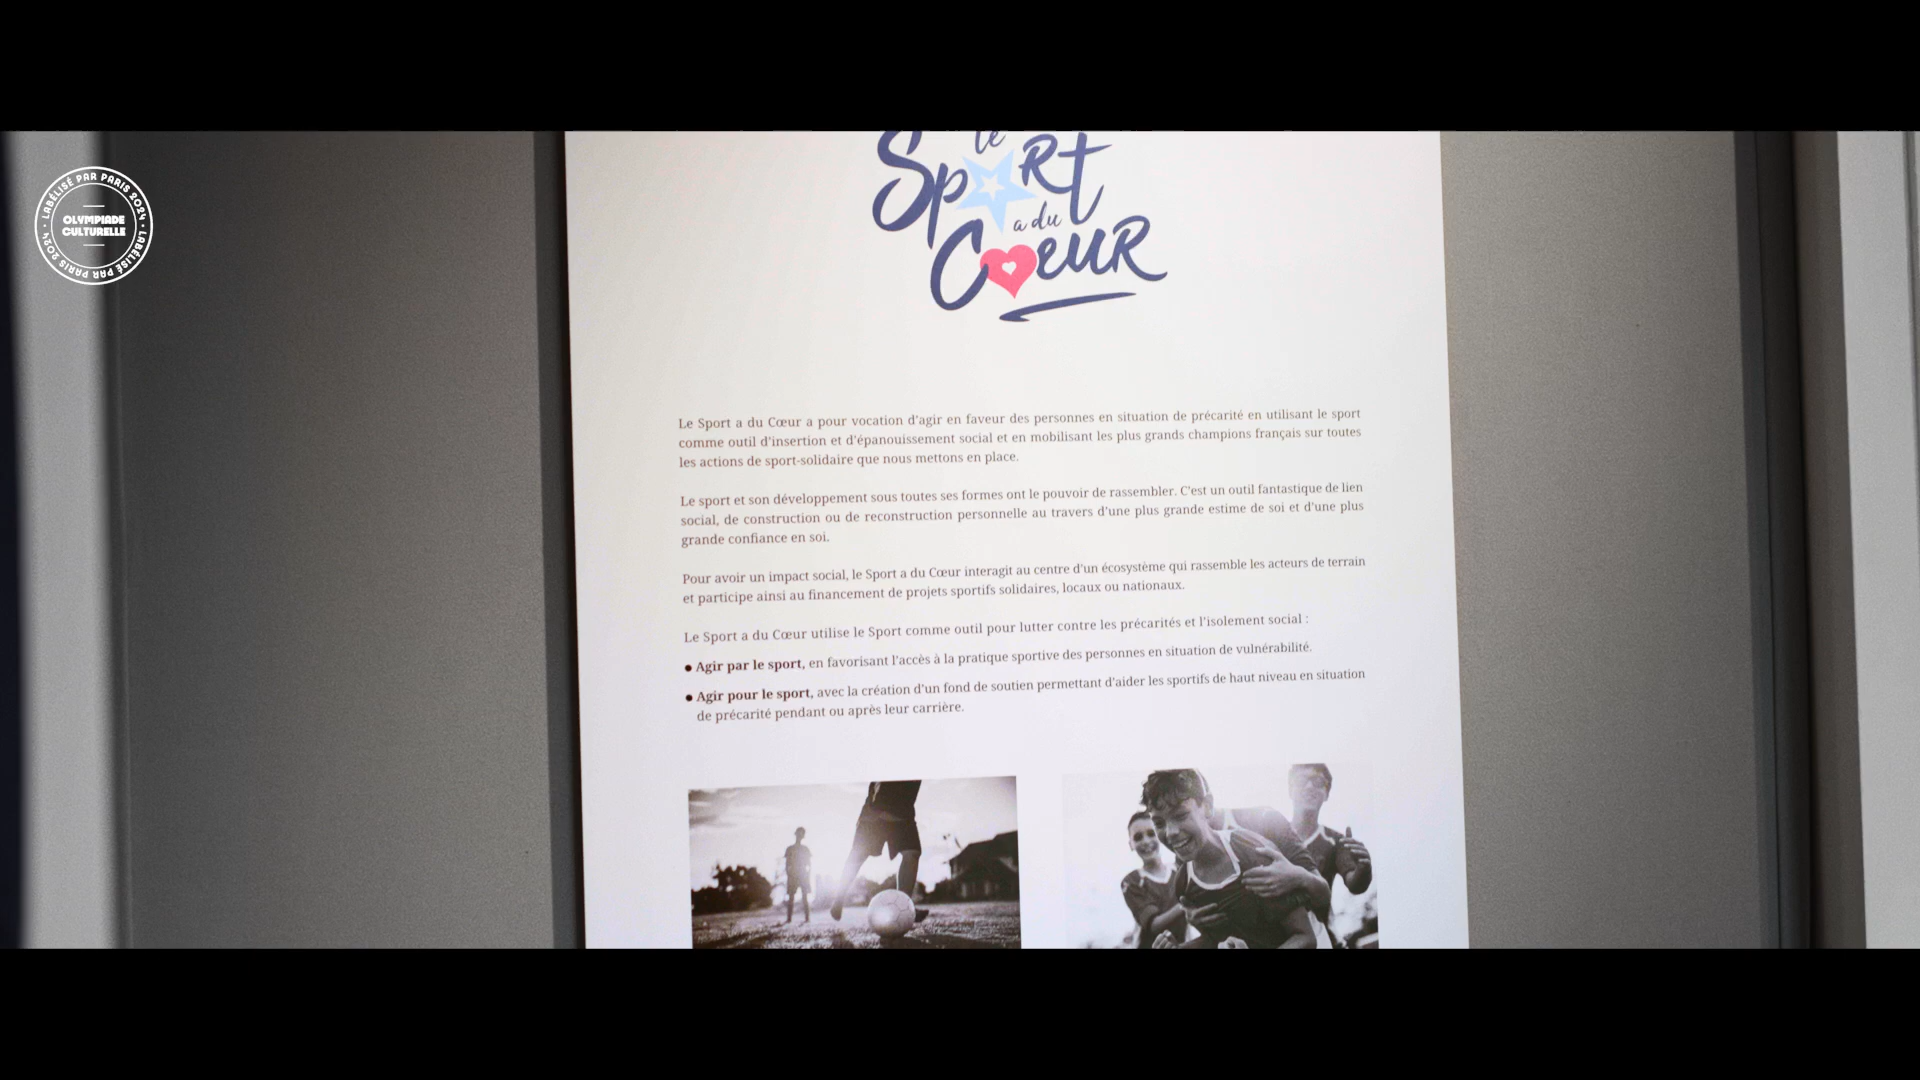 LABÉLISÉ PAR PARIS 2024 • LABÉLISÉ PAR PARIS 2024 •
OLYMPIADE
CULTURELLE
le
Sport
a du
Cœur
Le Sport a du Cœur a pour vocation d'agir en faveur des personnes en situation de précarité en utilisant le sport
comme outil d'insertion et d'épanouissement social et en mobilisant les plus grands champions français sur toutes
les actions de sport-solidaire que nous mettons en place.
Le sport et son développement sous toutes ses formes ont le pouvoir de rassembler. C'est un outil fantastique de lien
social, de construction ou de reconstruction personnelle au travers d'une plus grande estime de soi et d'une plus
grande confiance en soi.
Pour avoir un impact social, le Sport a du Cœur interagit au centre d'un écosystème qui rassemble les acteurs de terrain
et participe ainsi au financement de projets sportifs solidaires, locaux ou nationaux.
Le Sport a du Cœur utilise le Sport comme outil pour lutter contre les précarités et l'isolement social :
● Agir par le sport, en favorisant l'accès à la pratique sportive des personnes en situation de vulnérabilité.
● Agir pour le sport, avec la création d'un fond de soutien permettant d'aider les sportifs de haut niveau en situation
de précarité pendant ou après leur carrière.